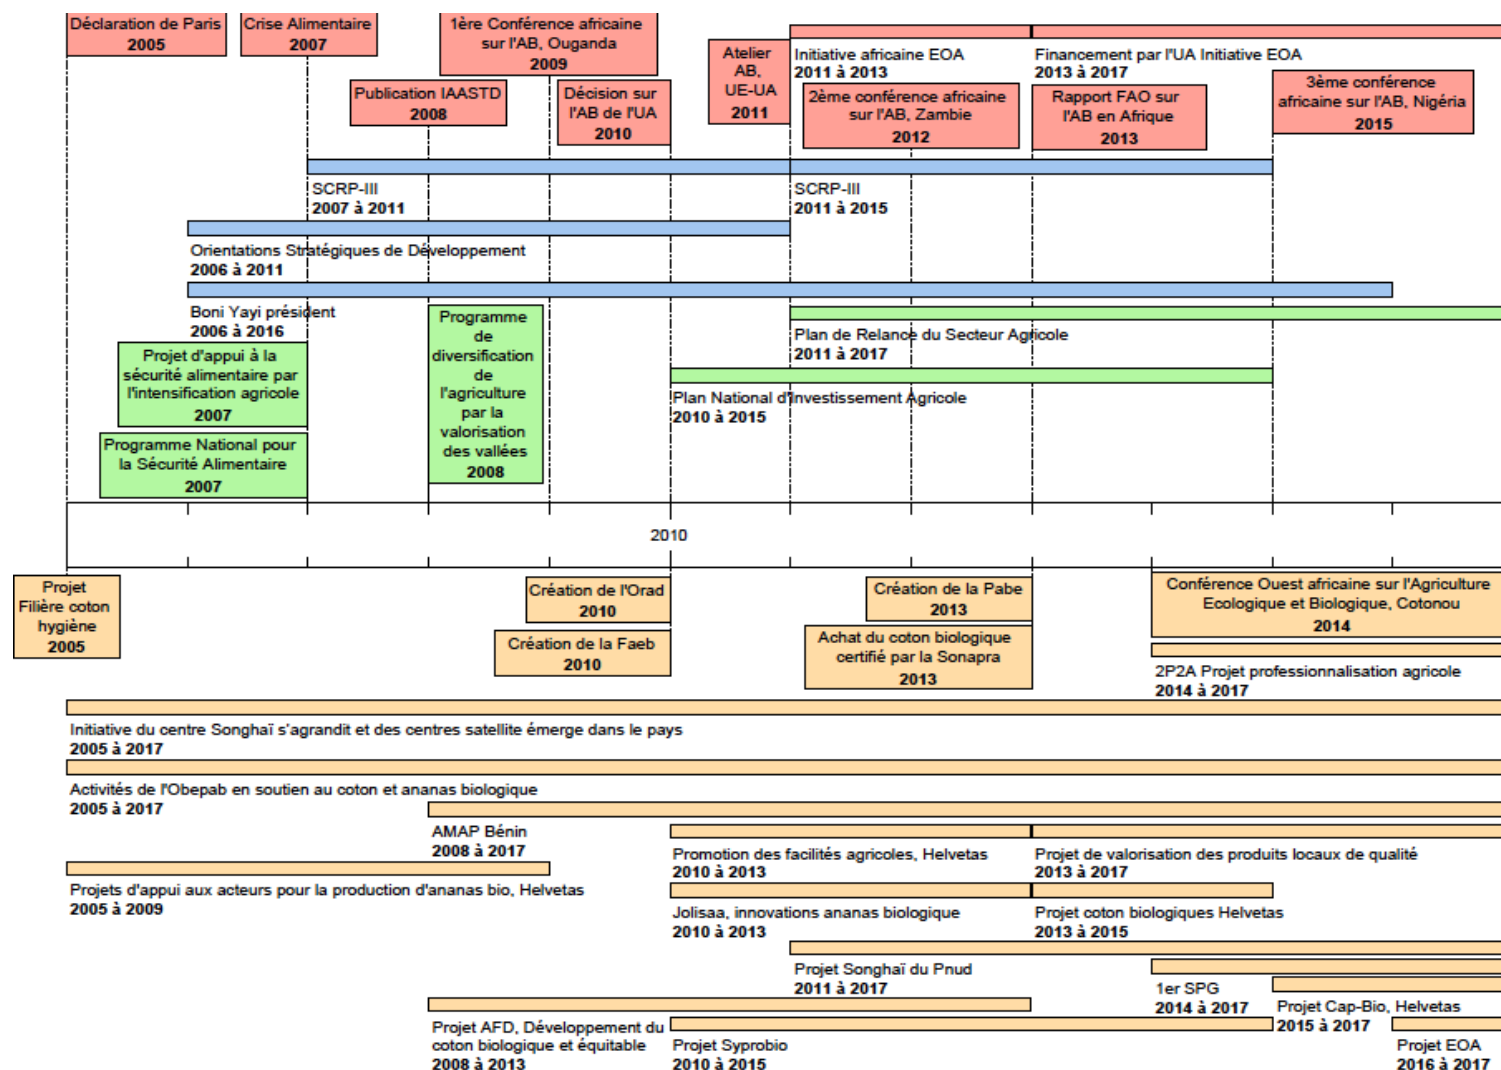 Déclaration de Paris
2005
Crise Alimentaire
2007
1ère Conférence africaine
sur l'AB, Ouganda
2009
Publication IAASTD
2008
Décision sur
l'AB de l'UA
2010
Atelier
AB,
UE-UA
2011
Initiative africaine EOA
2011 à 2013
Financement par l'UA Initiative EOA
2013 à 2017
2ème conférence africaine
sur l'AB, Zambie
2012
Rapport FAO sur
l'AB en Afrique
2013
3ème conférence
africaine sur l'AB, Nigéria
2015
SCRP-III
2007 à 2011
SCRP-III
2011 à 2015
Orientations Stratégiques de Développement
2006 à 2011
Boni Yayi président
2006 à 2016
Projet d'appui à la
sécurité alimentaire par
l'intensification agricole
2007
Programme National pour
la Sécurité Alimentaire
2007
Programme
de
diversification
de
l'agriculture
par la
valorisation
des vallées
2008
Plan de Relance du Secteur Agricole
2011 à 2017
Plan National d'Investissement Agricole
2010 à 2015
2010
Projet
Filière coton
hygiène
2005
Création de l'Orad
2010
Création de la Faeb
2010
Création de la Pabe
2013
Achat du coton biologique
certifié par la Sonapra
2013
Conférence Ouest africaine sur l'Agriculture
Ecologique et Biologique, Cotonou
2014
2P2A Projet professionnalisation agricole
2014 à 2017
Initiative du centre Songhaï s'agrandit et des centres satellite émerge dans le pays
2005 à 2017
Activités de l'Obepab en soutien au coton et ananas biologique
2005 à 2017
AMAP Bénin
2008 à 2017
Promotion des facilités agricoles, Helvetas
2010 à 2013
Projet de valorisation des produits locaux de qualité
2013 à 2017
Projets d'appui aux acteurs pour la production d'ananas bio, Helvetas
2005 à 2009
Jolisaa, innovations ananas biologique
2010 à 2013
Projet coton biologiques Helvetas
2013 à 2015
Projet Songhaï du Pnud
2011 à 2017
1er SPG
2014 à 2017
Projet Cap-Bio, Helvetas
2015 à 2017
Projet AFD, Développement du
coton biologique et équitable
2008 à 2013
Projet Syprobio
2010 à 2015
Projet EOA
2016 à 2017